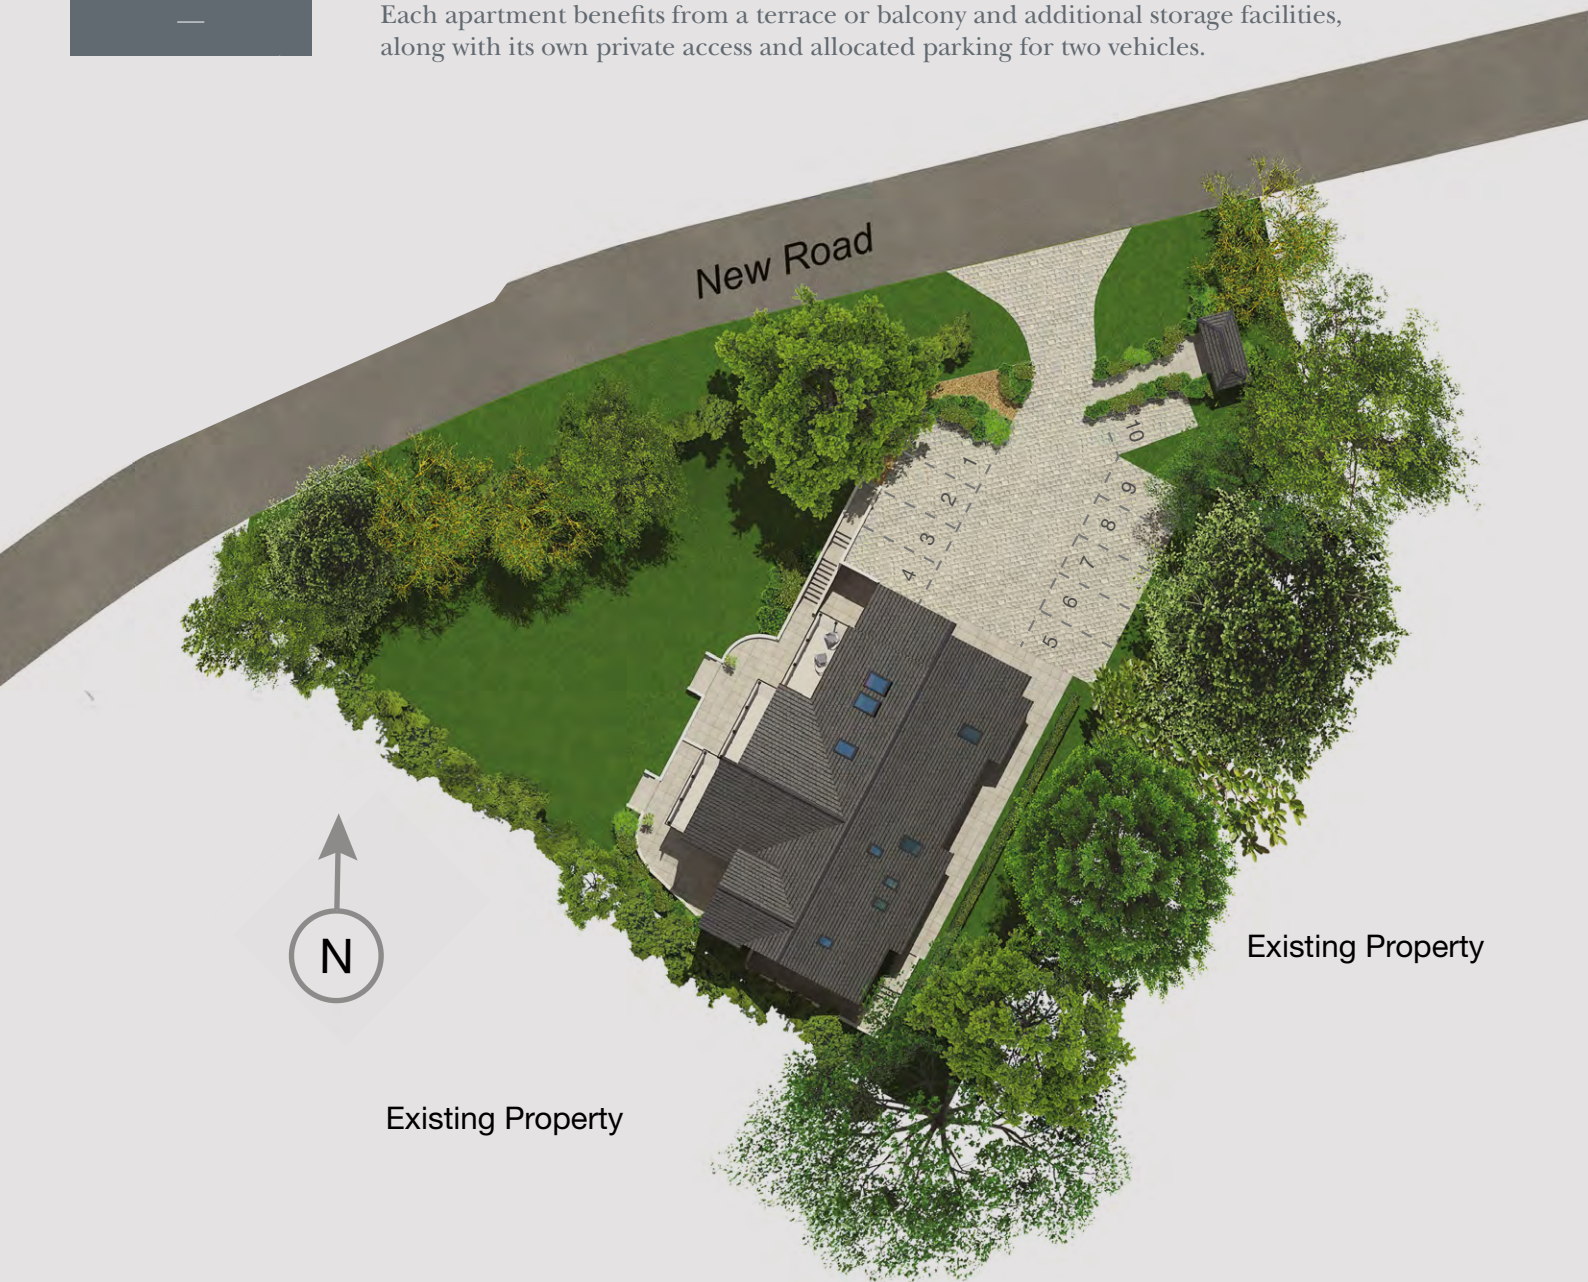 Each apartment benefits from a terrace or balcony and additional storage facilities,
along with its own private access and allocated parking for two vehicles.
New Road
10
1
9
2
8
3
7
4
6
5
N
Existing Property
Existing Property